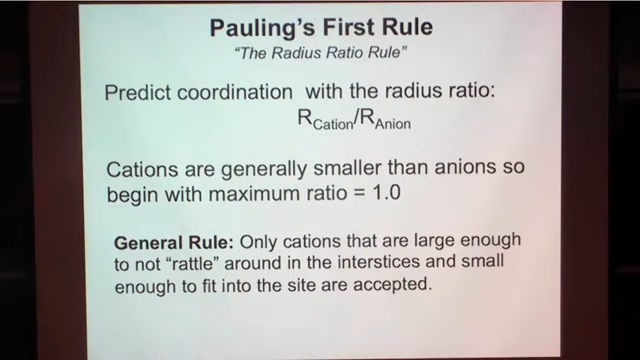 Pauling's First Rule
"The Radius Ratio Rule"
Predict coordination with the radius ratio:
RCation/RAnion
Cations are generally smaller than anions so
begin with maximum ratio = 1.0
General Rule: Only cations that are large enough
to not "rattle" around in the interstices and small
enough to fit into the site are accepted.